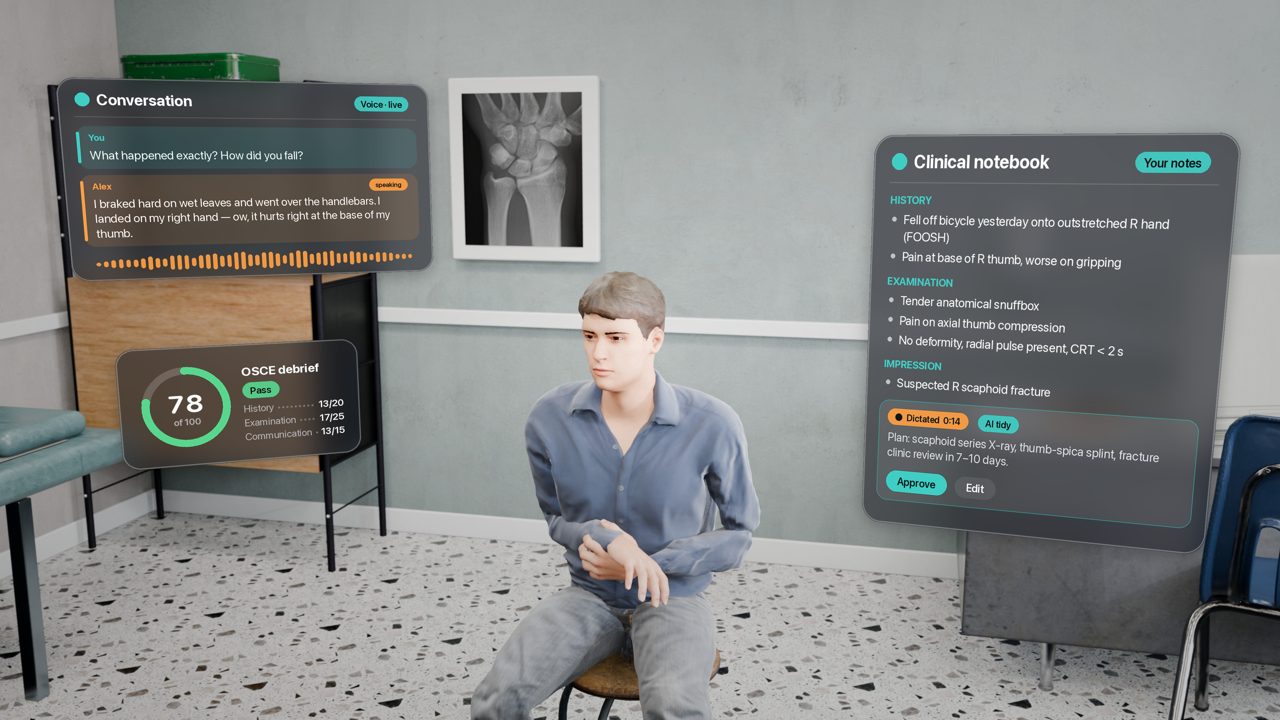 Conversation
Voice · live
You
What happened exactly? How did you fall?
Alex
speaking
I braked hard on wet leaves and went over the handlebars. I
landed on my right hand — ow, it hurts right at the base of my
thumb.
OSCE debrief
Pass
78
of 100
History 13/20
Examination 17/25
Communication 13/15
Clinical notebook
Your notes
HISTORY
Fell off bicycle yesterday onto outstretched R hand
(FOOSH)
Pain at base of R thumb, worse on gripping
EXAMINATION
Tender anatomical snuffbox
Pain on axial thumb compression
No deformity, radial pulse present, CRT < 2 s
IMPRESSION
Suspected R scaphoid fracture
Dictated 0:14
AI tidy
Plan: scaphoid series X-ray, thumb-spica splint, fracture
clinic review in 7–10 days.
Approve
Edit